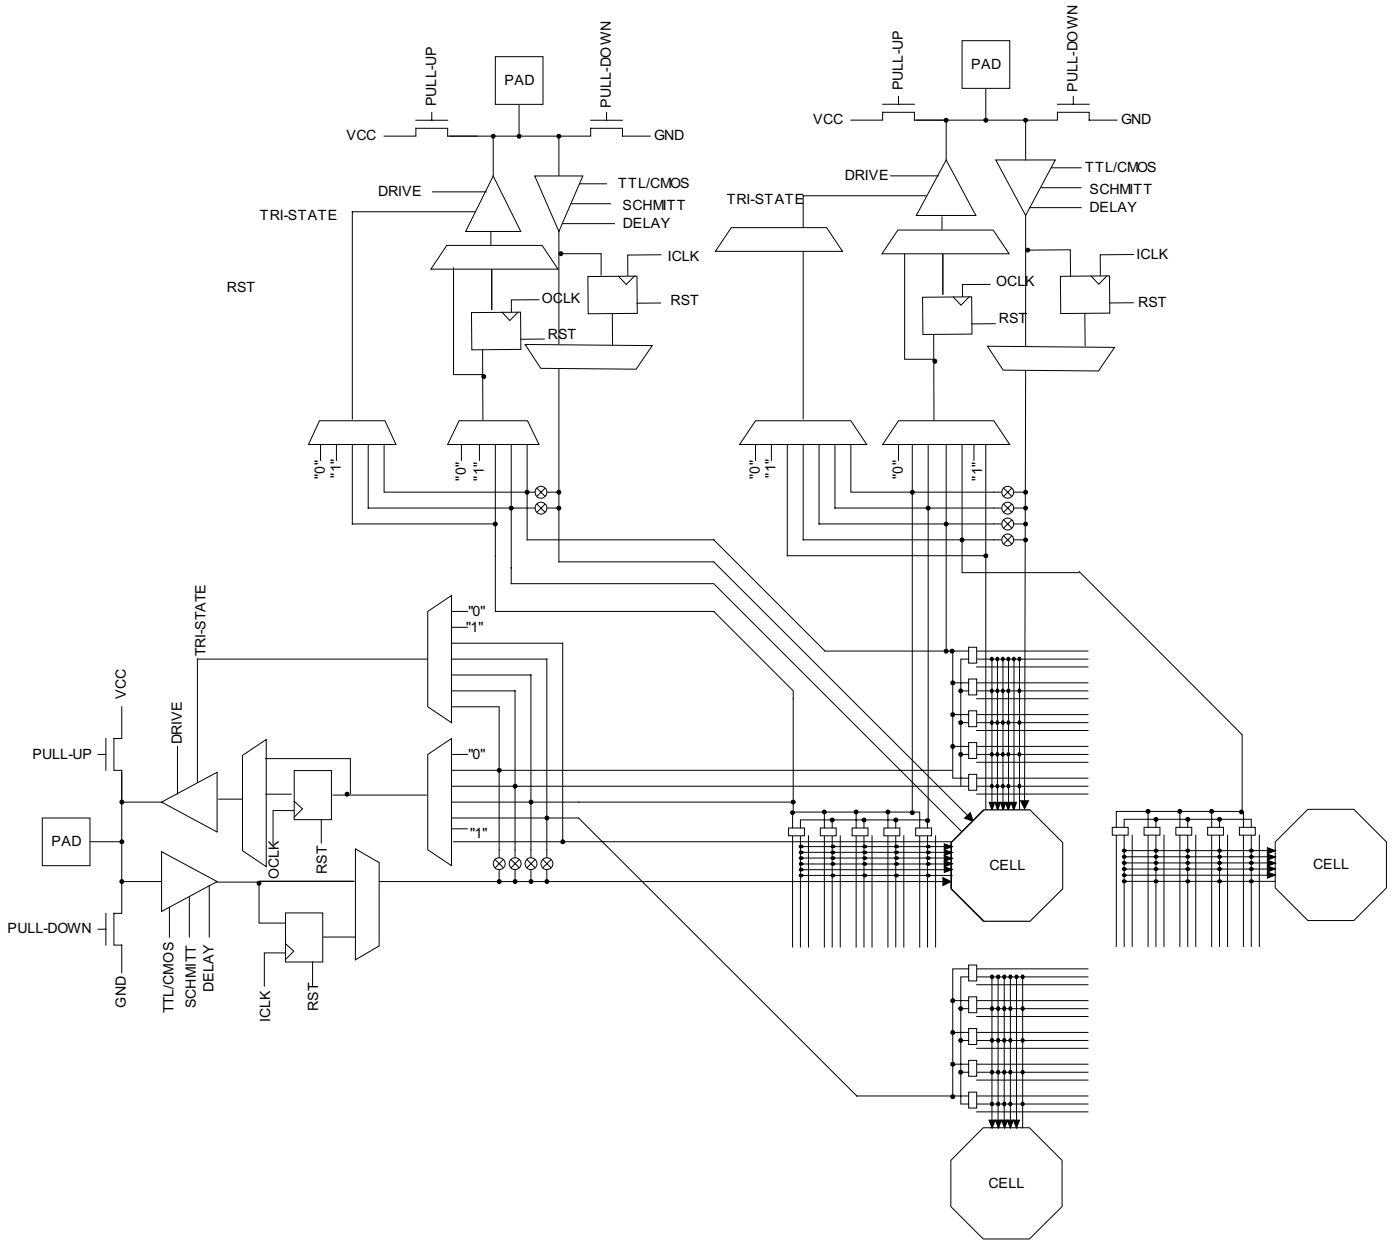 PULL-UP
PAD
PULL-DOWN
VCC
GND
DRIVE
TTL/CMOS
SCHMITT
DELAY
TRI-STATE
ICLK
RST
RST
OCLK
RST
"0"
"1"
"0"
"1"
PULL-UP
PAD
PULL-DOWN
VCC
GND
DRIVE
TTL/CMOS
SCHMITT
DELAY
TRI-STATE
ICLK
OCLK
RST
RST
"0"
"1"
"0"
"1"
TRI-STATE
"0"
"1"
VCC
DRIVE
PULL-UP
"0"
"1"
PAD
OCLK
RST
PULL-DOWN
GND
TTL/CMOS
SCHMITT
DELAY
ICLK
RST
CELL
CELL
CELL